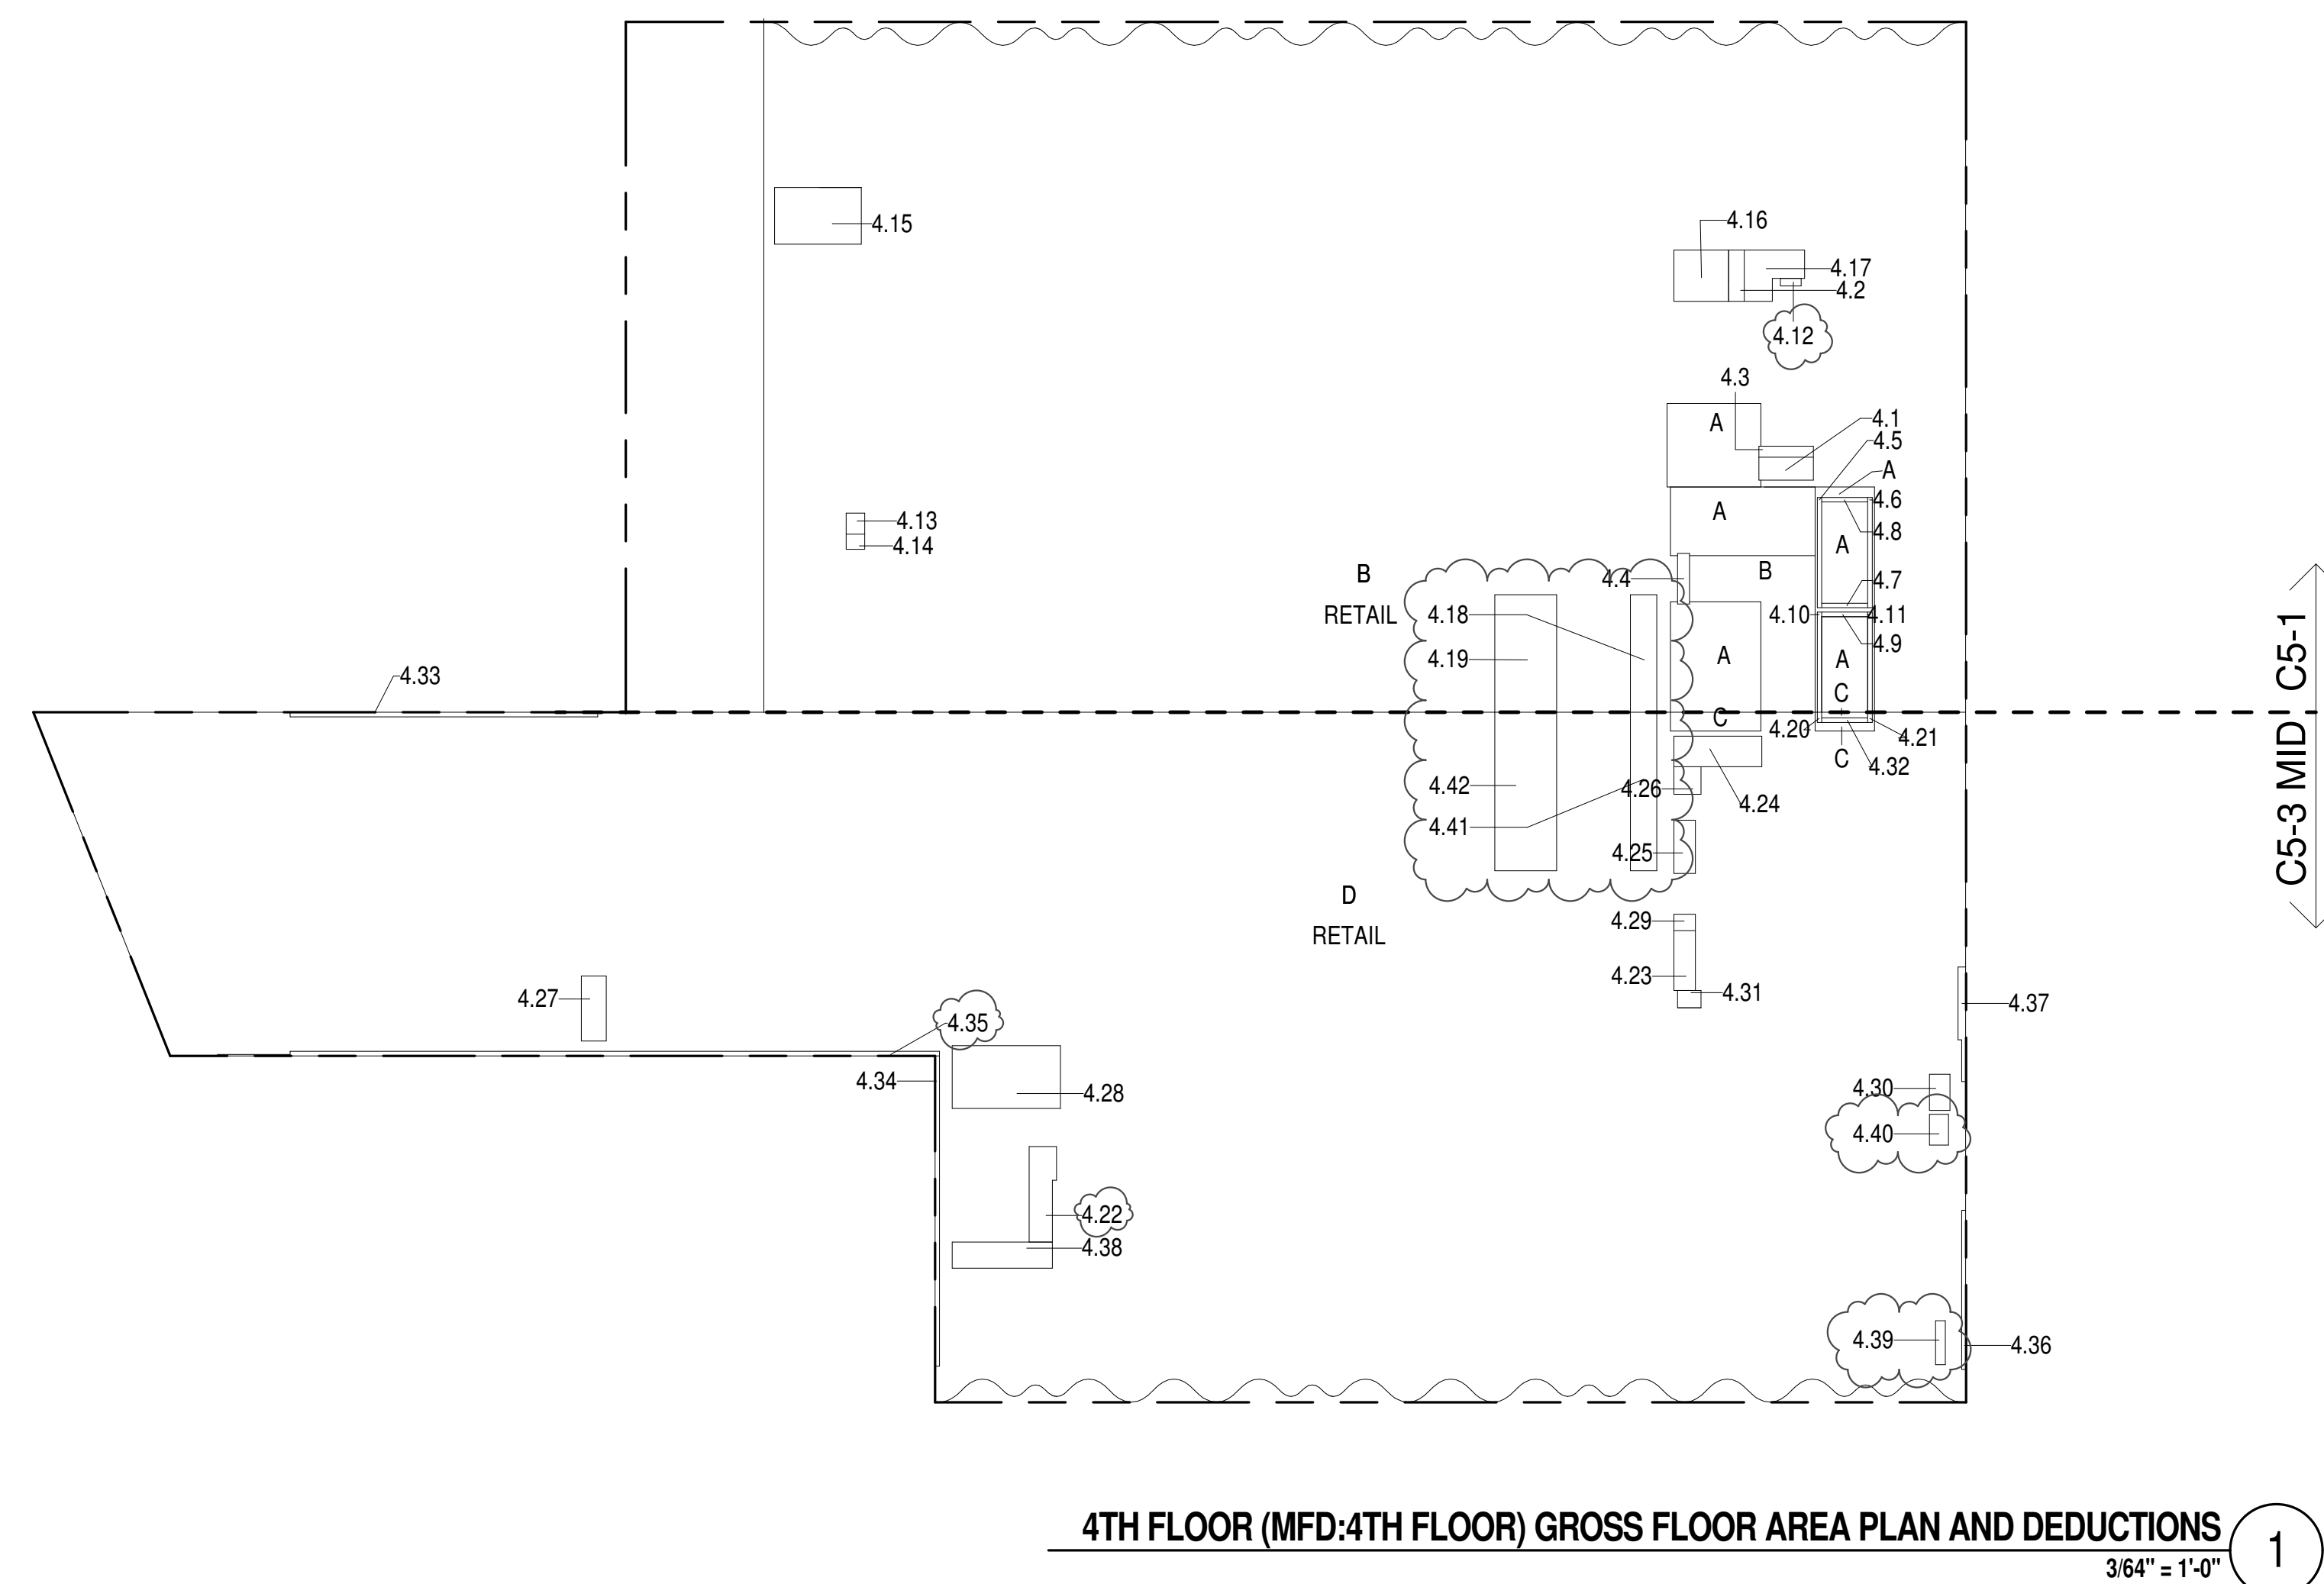 4.15
4.16
4.17
4.2
4.12
4.3
A
4.1
4.5
A
4.6
A
4.8
A
4.13
4.14
B
4.4
B
4.7
RETAIL
4.18
4.10
4.11
4.9
4.19
A
A
4.33
C
C
4.20
4.21
C
4.32
4.42
4.26
4.24
4.41
4.25
C5-3 MID C5-1
D
RETAIL
4.29
4.23
4.31
4.27
4.37
4.35
4.34
4.28
4.30
4.40
4.22
4.38
4.39
4.36
4TH FLOOR (MFD:4TH FLOOR) GROSS FLOOR AREA PLAN AND DEDUCTIONS
3/64" = 1'-0"
1